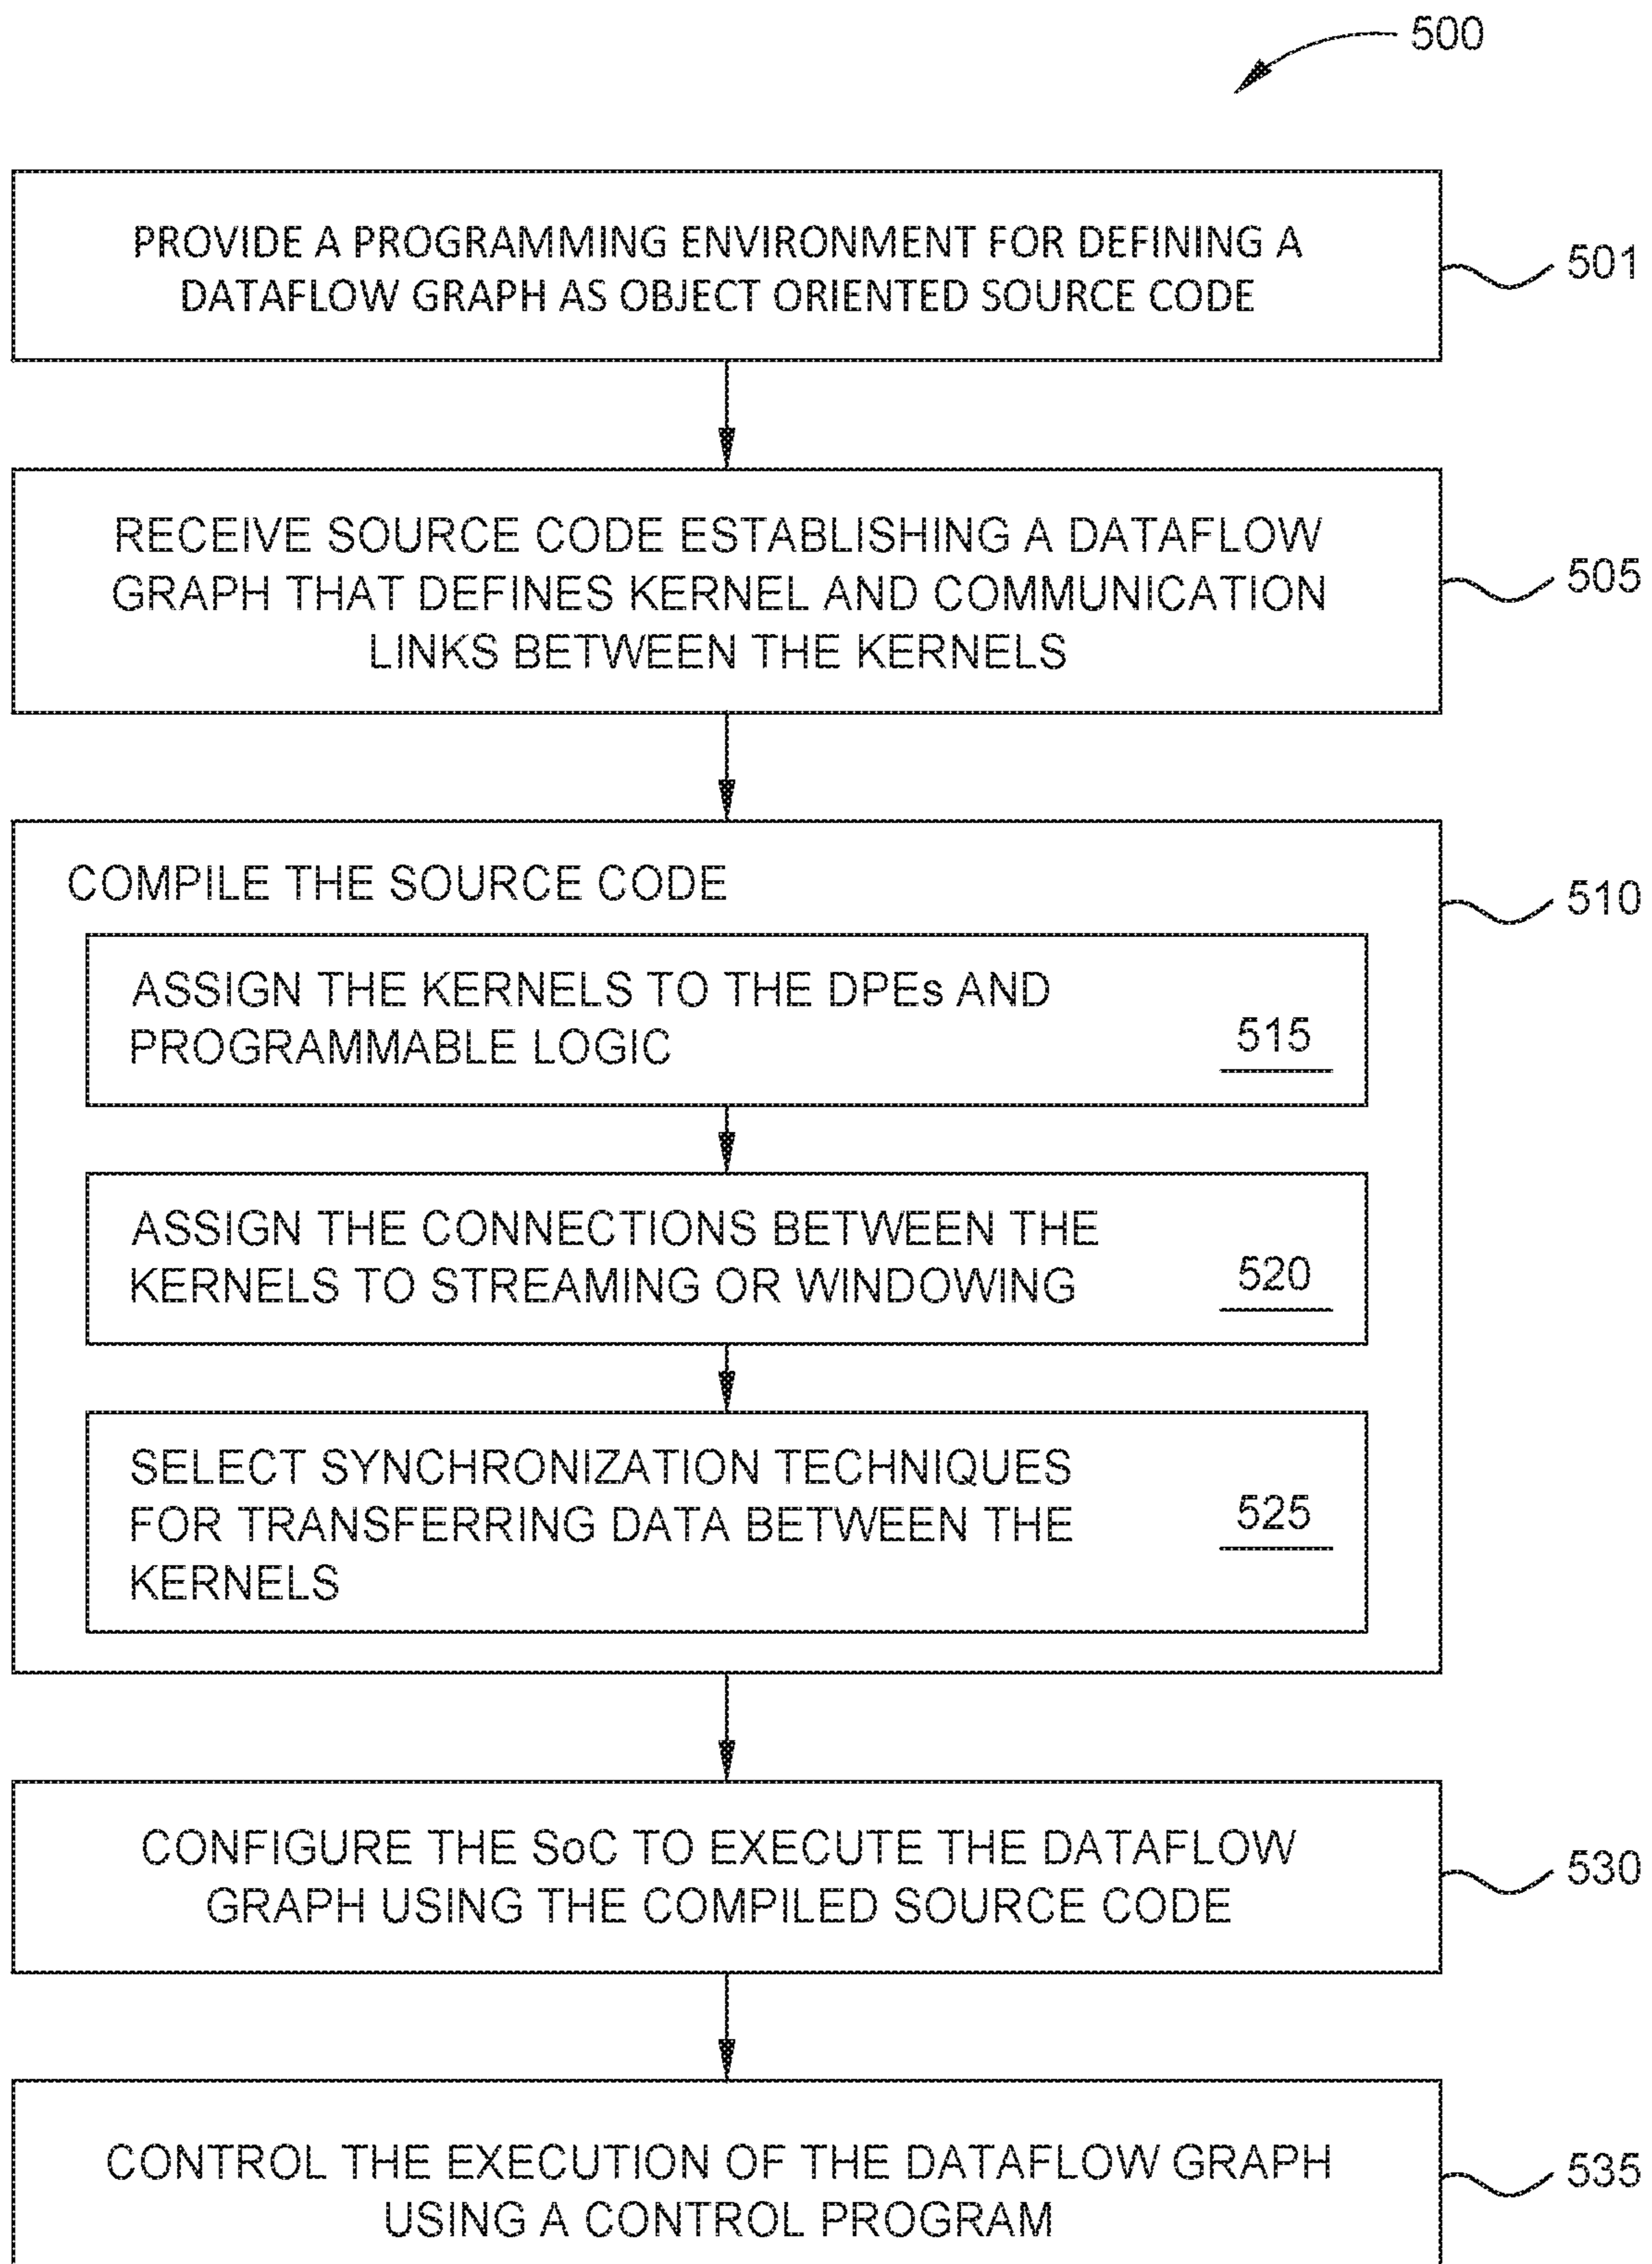 500
PROVIDE A PROGRAMMING ENVIRONMENT FOR DEFINING A
DATAFLOW GRAPH AS OBJECT ORIENTED SOURCE CODE
501
RECEIVE SOURCE CODE ESTABLISHING A DATAFLOW
GRAPH THAT DEFINES KERNEL AND COMMUNICATION
LINKS BETWEEN THE KERNELS
505
COMPILE THE SOURCE CODE
510
ASSIGN THE KERNELS TO THE DPEs AND
PROGRAMMABLE LOGIC
515
ASSIGN THE CONNECTIONS BETWEEN THE
KERNELS TO STREAMING OR WINDOWING
520
SELECT SYNCHRONIZATION TECHNIQUES
FOR TRANSFERRING DATA BETWEEN THE
KERNELS
525
CONFIGURE THE SoC TO EXECUTE THE DATAFLOW
GRAPH USING THE COMPILED SOURCE CODE
530
CONTROL THE EXECUTION OF THE DATAFLOW GRAPH
USING A CONTROL PROGRAM
535